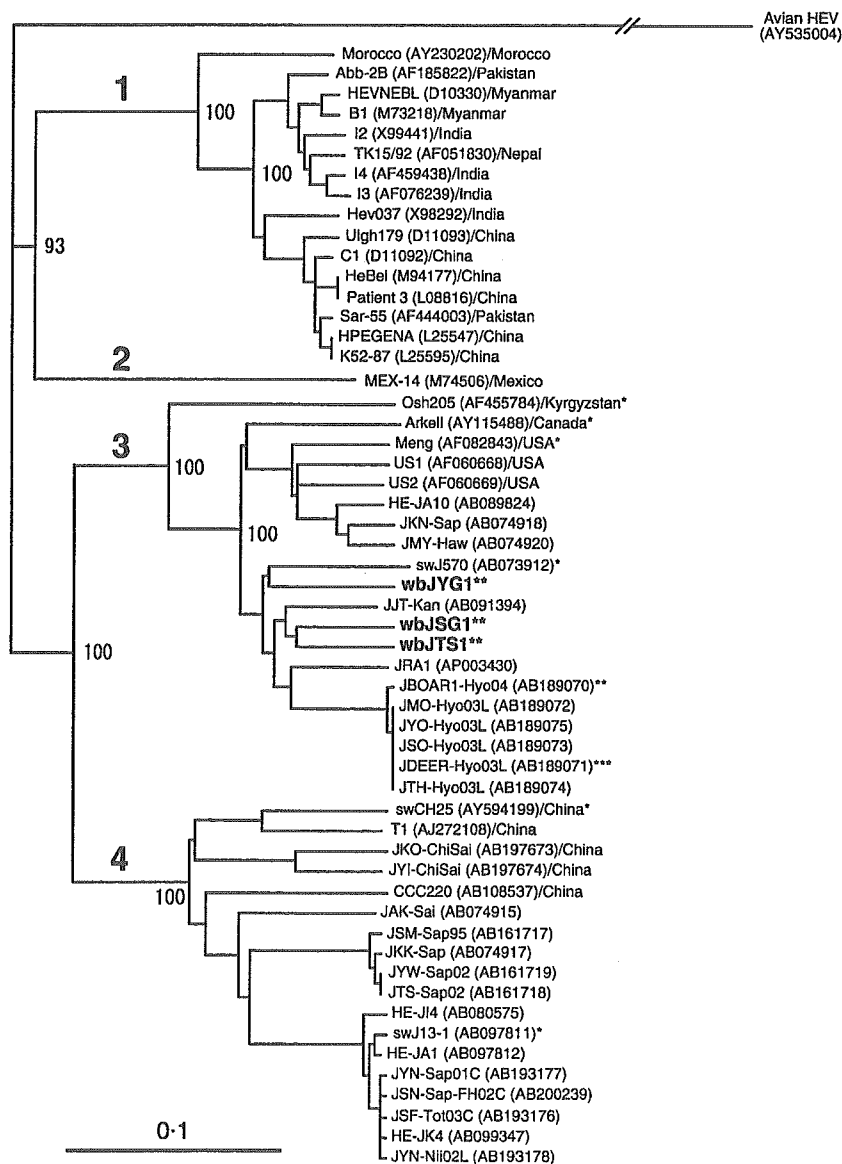 Avian HEV
(AY535004)
Morocco (AY230202)/Morocco
Abb-2B (AF185822)/Pakistan
1
HEVNEBL (D10330)/Myanmar
100
B1 (M73218)/Myanmar
I2 (X99441)/India
TK15/92 (AF051830)/Nepal
100
I4 (AF459438)/India
I3 (AF076239)/India
Hev037 (X98292)/India
Uigh179 (D11093)/China
93
C1 (D11092)/China
HeBei (M94177)/China
Patient 3 (L08816)/China
Sar-55 (AF444003)/Pakistan
HPEGENA (L25547)/China
2
K52-87 (L25595)/China
MEX-14 (M74506)/Mexico
Osh205 (AF455784)/Kyrgyzstan*
Arkell (AY115488)/Canada*
3
Meng (AF082843)/USA*
100
US1 (AF060668)/USA
US2 (AF060669)/USA
HE-JA10 (AB089824)
JKN-Sap (AB074918)
100
JMY-Haw (AB074920)
swJ570 (AB073912)*
wbJYG1**
JJT-Kan (AB091394)
wbJSG1**
wbJTS1**
100
JRA1 (AP003430)
JBOAR1-Hyo04 (AB189070)**
JMO-Hyo03L (AB189072)
JYO-Hyo03L (AB189075)
JSO-Hyo03L (AB189073)
JDEER-Hyo03L (AB189071)***
JTH-Hyo03L (AB189074)
swCH25 (AY594199)/China*
T1 (AJ272108)/China
4
JKO-ChiSai (AB197673)/China
JYI-ChiSai (AB197674)/China
100
CCC220 (AB108537)/China
JAK-Sai (AB074915)
JSM-Sap95 (AB161717)
JKK-Sap (AB074917)
JYW-Sap02 (AB161719)
JTS-Sap02 (AB161718)
HE-JI4 (AB080575)
swJ13-1 (AB097811)*
HE-JA1 (AB097812)
JYN-Sap01C (AB193177)
JSN-Sap-FH02C (AB200239)
JSF-Tot03C (AB193176)
0·1
HE-JK4 (AB099347)
JYN-Nii02L (AB193178)